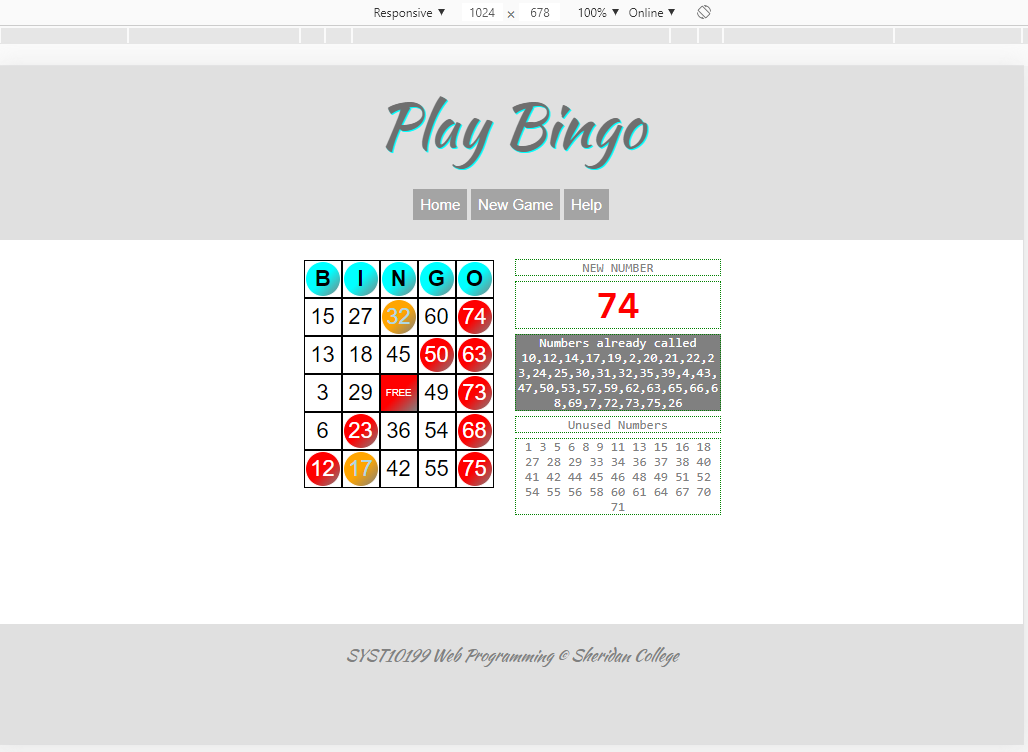 Responsive ▼ 1024 × 678 100% ▼ Online ▼
Play Bingo
Home New Game Help
B I N G O
15 27 32 60 74
13 18 45 50 63
3 29 FREE 49 73
6 23 36 54 68
12 17 42 55 75
NEW NUMBER
74
Numbers already called
10,12,14,17,19,2,20,21,22,2
3,24,25,30,31,32,35,39,4,43,
47,50,53,57,59,62,63,65,66,6
8,69,7,72,73,75,26
Unused Numbers
1 3 5 6 8 9 11 13 15 16 18
27 28 29 33 34 36 37 38 40
41 42 44 45 46 48 49 51 52
54 55 56 58 60 61 64 67 70
71
SYST10199 Web Programming @ Sheridan College